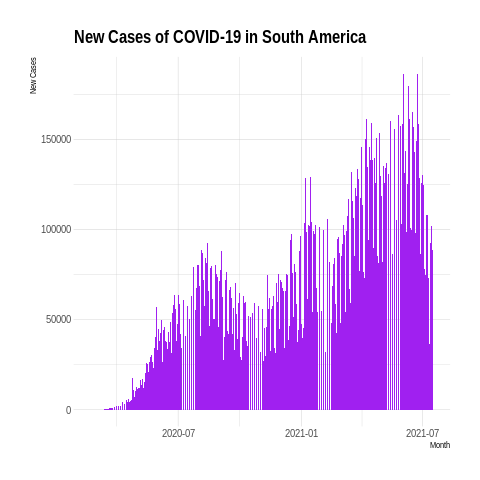 New Cases of COVID-19 in South America
New Cases
150000
100000
50000
0
2020-07
2021-01
2021-07
Month